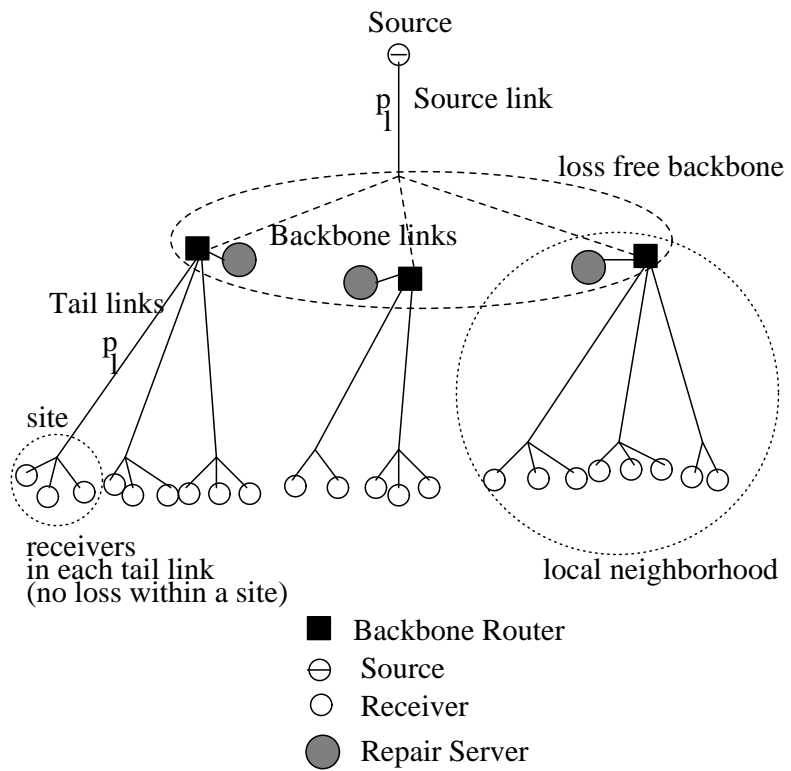 Source
p
l
Source link
loss free backbone
Backbone links
Tail links
p
l
site
receivers
in each tail link
(no loss within a site)
local neighborhood
Backbone Router
Source
Receiver
Repair Server